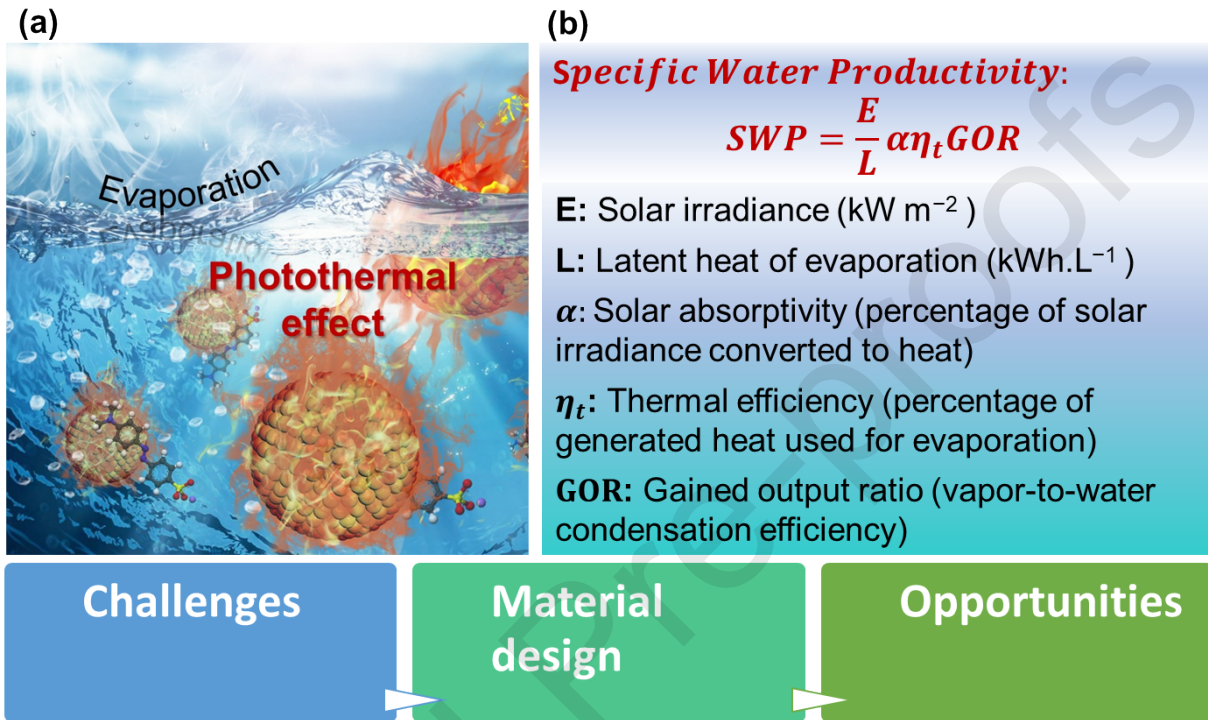 (a)
Evaporation
Photothermal
effect
(b)
Specific Water Productivity:
SWP = E/L αη_t GOR
E: Solar irradiance (kW m⁻² )
L: Latent heat of evaporation (kWh.L⁻¹ )
α: Solar absorptivity (percentage of solar
irradiance converted to heat)
η_t: Thermal efficiency (percentage of
generated heat used for evaporation)
GOR: Gained output ratio (vapor-to-water
condensation efficiency)
Challenges
Material
design
Opportunities
Pre-proofs